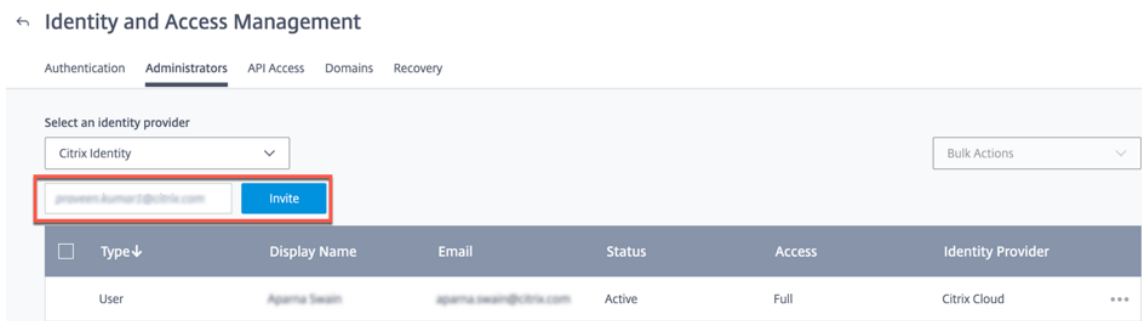 Identity and Access Management
Authentication Administrators API Access Domains Recovery
Select an identity provider
Citrix Identity
Bulk Actions
Invite
Type Display Name Email Status Access Identity Provider
User Active Full Citrix Cloud